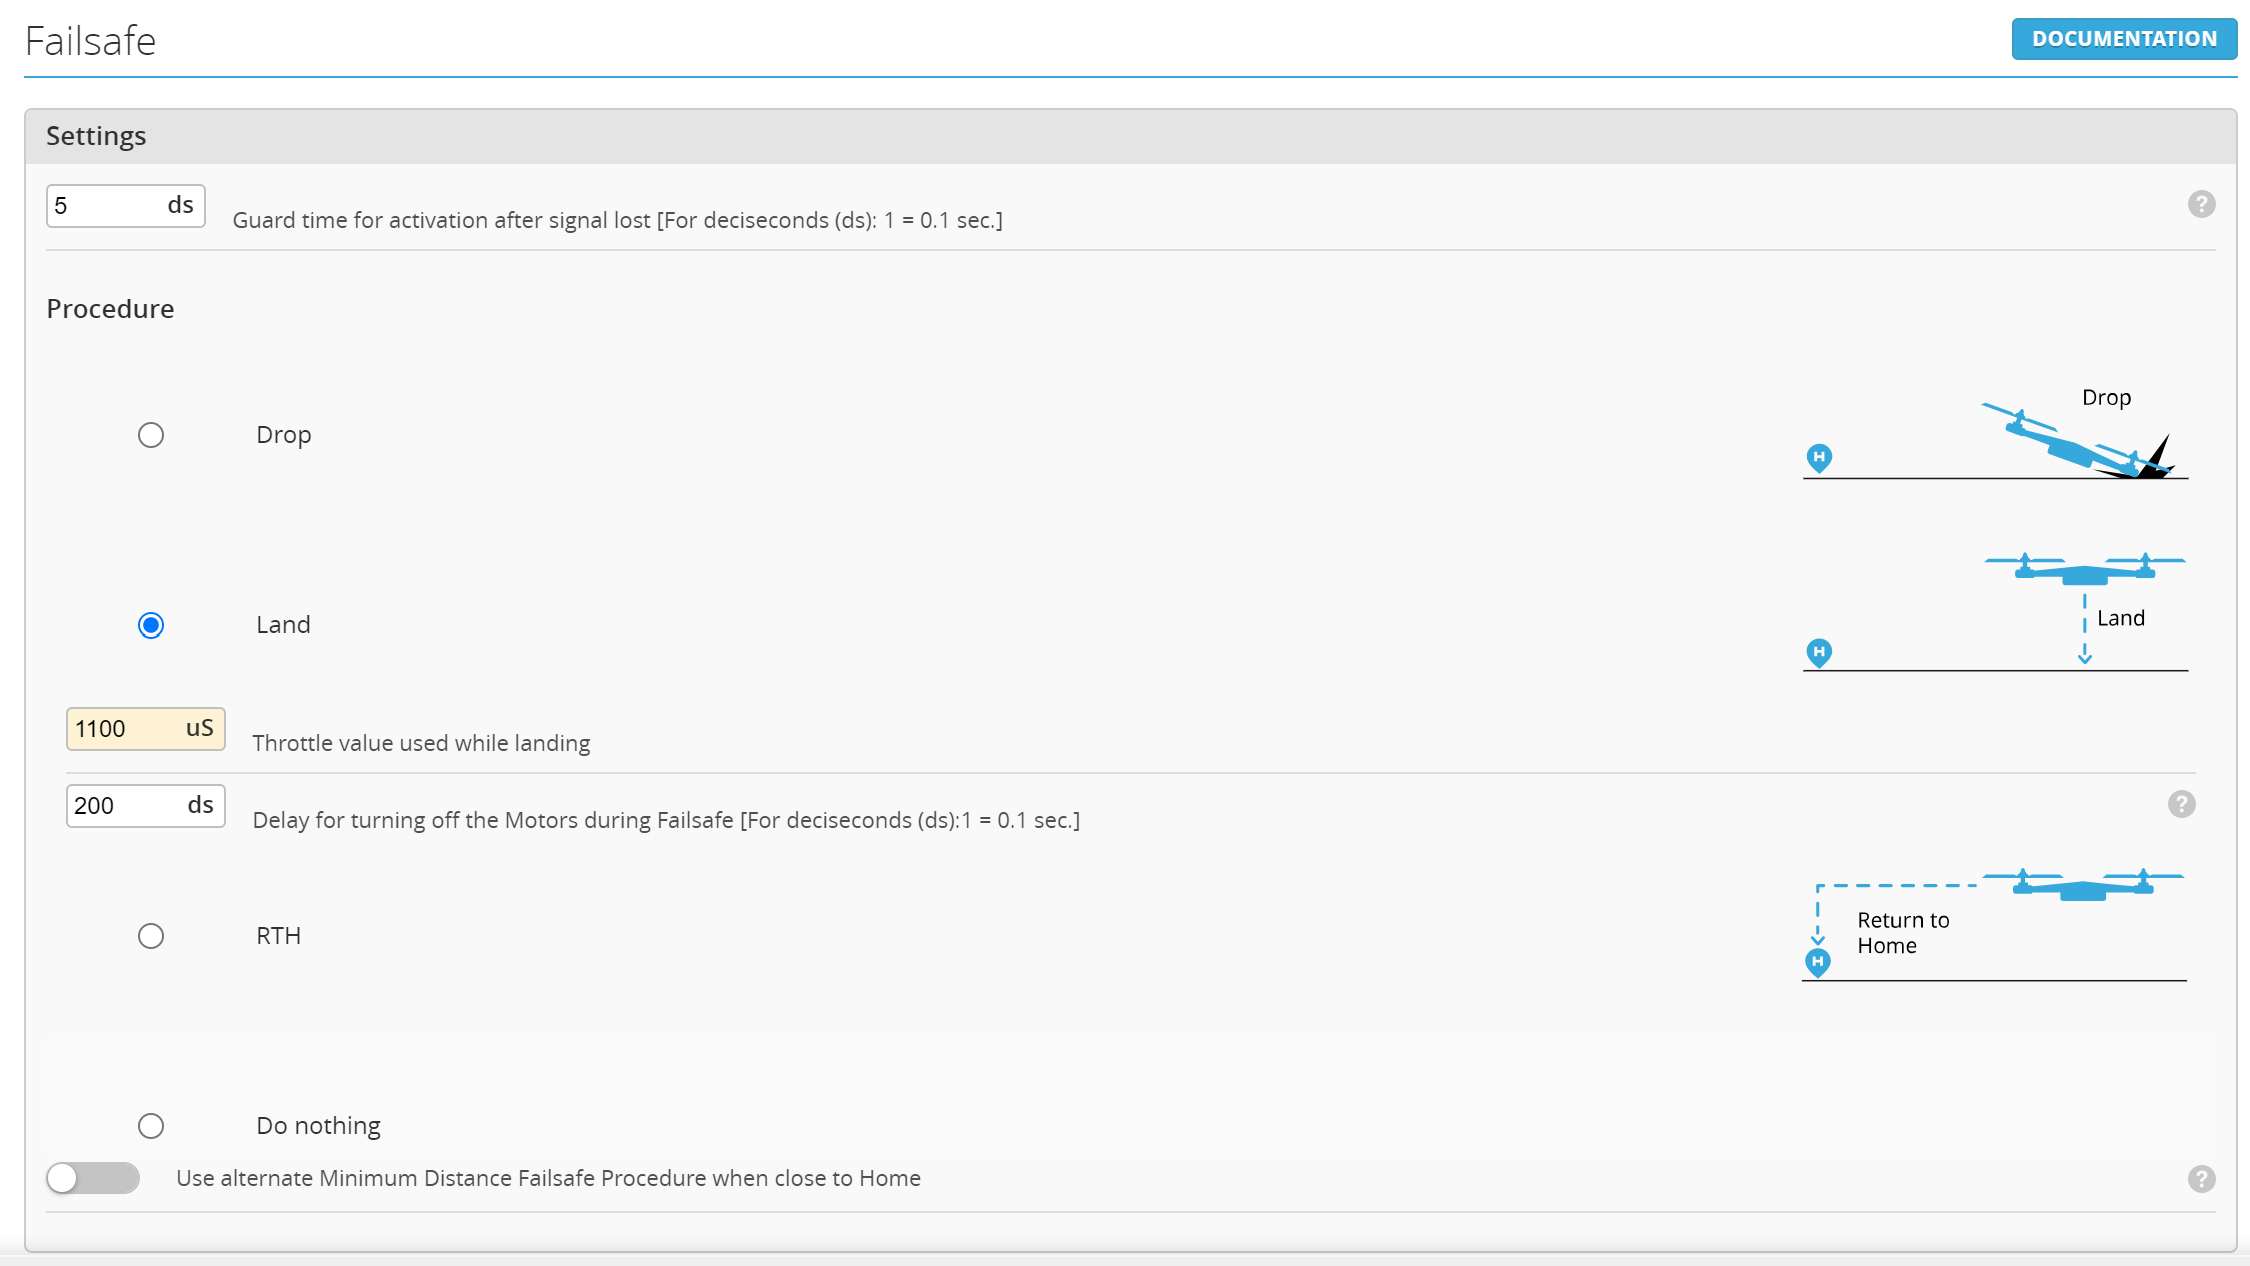 Failsafe
DOCUMENTATION
Settings
5 ds
Guard time for activation after signal lost [For deciseconds (ds): 1 = 0.1 sec.]
?
Procedure
Drop
Drop
H
Land
Land
H
1100 uS
Throttle value used while landing
200 ds
Delay for turning off the Motors during Failsafe [For deciseconds (ds):1 = 0.1 sec.]
?
RTH
Return to
Home
H
Do nothing
Use alternate Minimum Distance Failsafe Procedure when close to Home
?